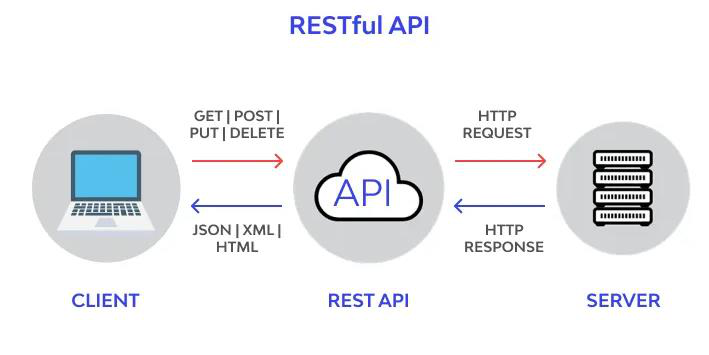 RESTful API
GET | POST |
PUT | DELETE
HTTP
REQUEST
API
JSON | XML |
HTML
HTTP
RESPONSE
CLIENT
REST API
SERVER